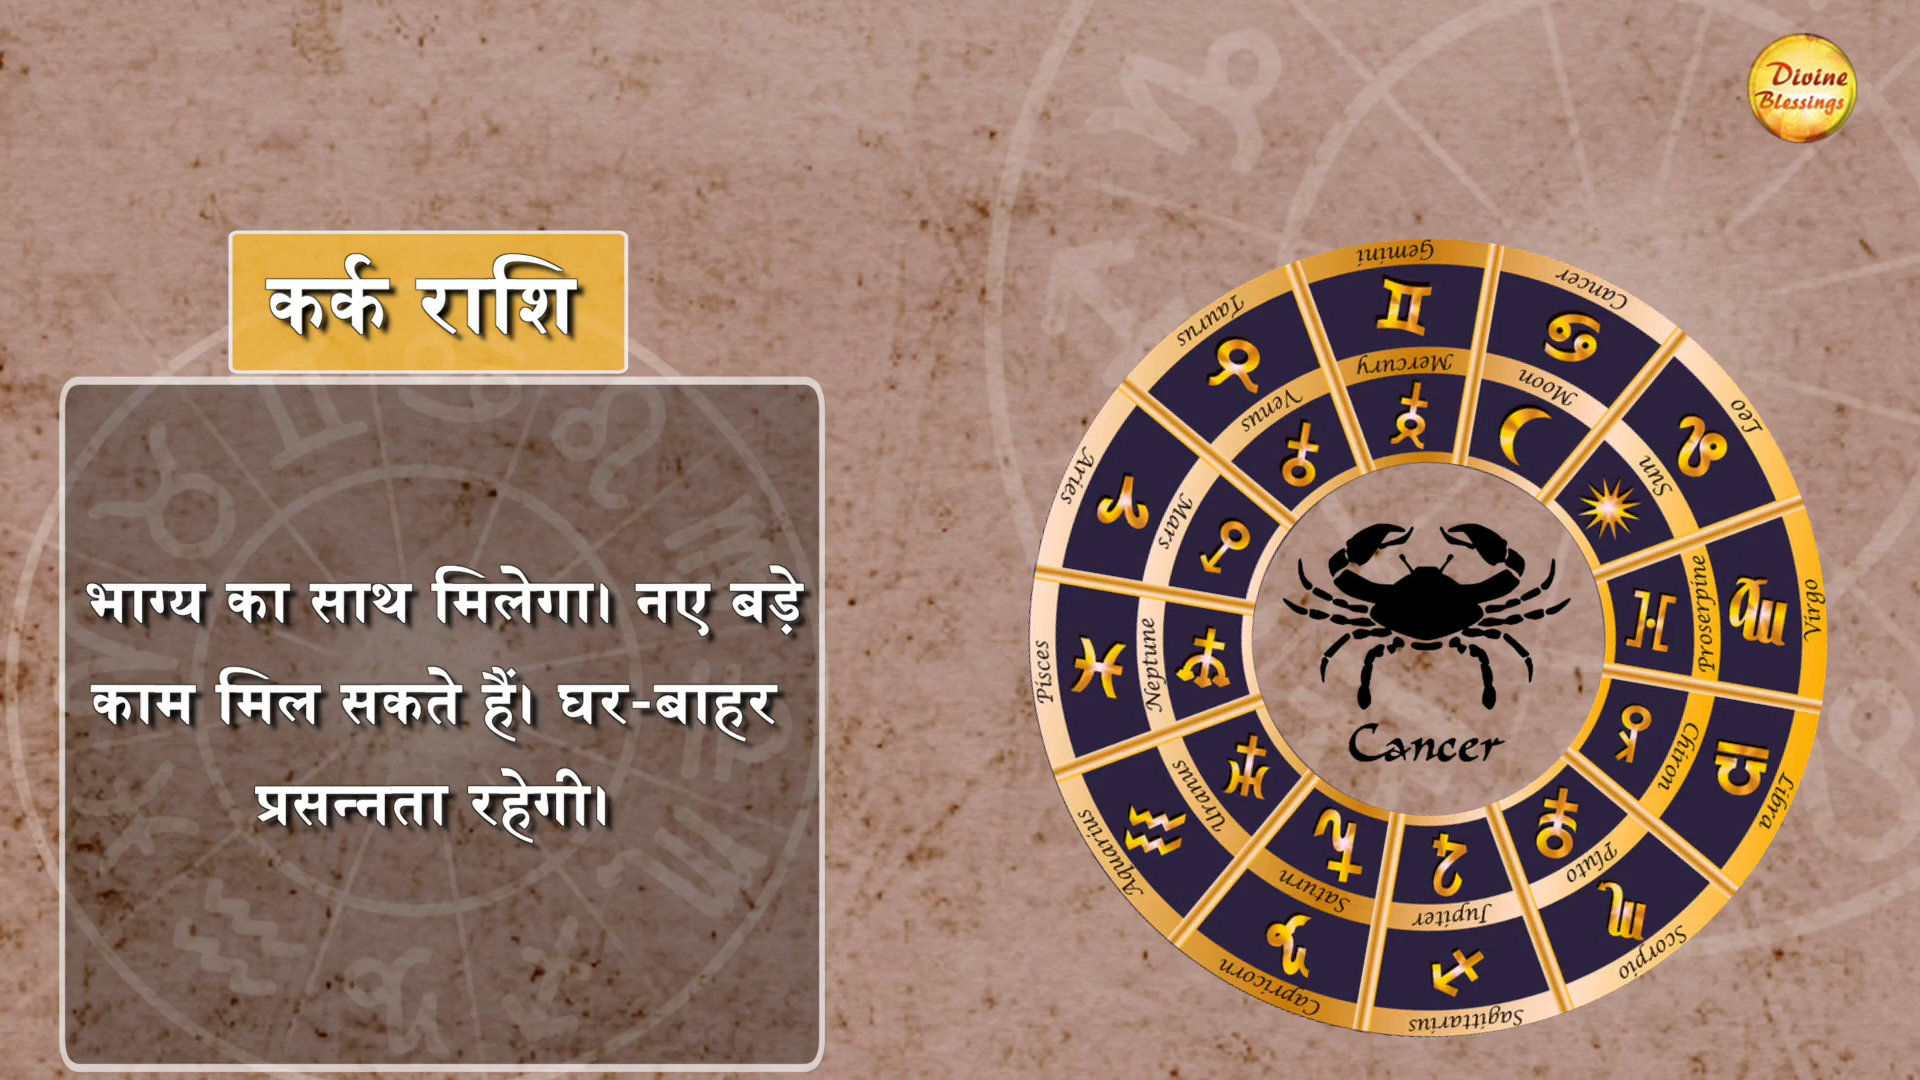 Divine
Blessings
कर्क राशि
भाग्य का साथ मिलेगा। नए बड़े
काम मिल सकते हैं। घर-बाहर
प्रसन्नता रहेगी।
Gemini
Cancer
Leo
Virgo
Libra
Scorpio
Sagittarius
Capricorn
Aquarius
Pisces
Aries
Taurus
Mercury
Moon
Sun
Proserpine
Chiron
Pluto
Jupiter
Saturn
Uranus
Neptune
Mars
Venus
Cancer